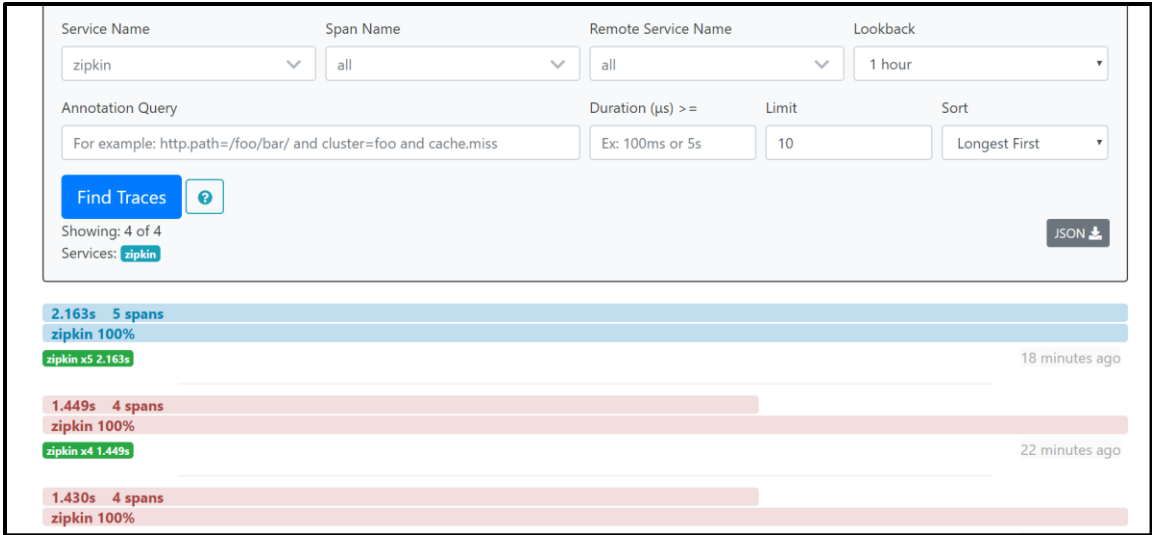 Service Name Span Name Remote Service Name Lookback
zipkin all all 1 hour
Annotation Query Duration (μs) >= Limit Sort
For example: http.path=/foo/bar/ and cluster=foo and cache.miss Ex: 100ms or 5s 10 Longest First
Find Traces
Showing: 4 of 4
JSON
Services: zipkin
2.163s 5 spans
zipkin 100%
zipkin x5 2.163s 18 minutes ago
1.449s 4 spans
zipkin 100%
zipkin x4 1.449s 22 minutes ago
1.430s 4 spans
zipkin 100%